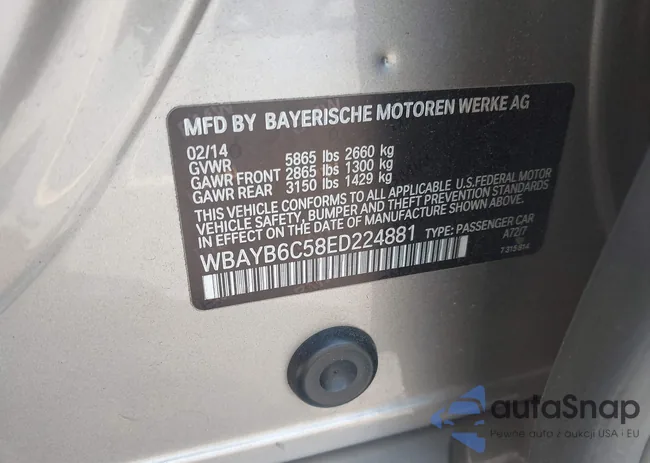 MFD BY BAYERISCHE MOTOREN WERKE AG
02/14
GVWR 5865 lbs 2660 kg
GAWR FRONT 2865 lbs 1300 kg
GAWR REAR 3150 lbs 1429 kg
THIS VEHICLE CONFORMS TO ALL APPLICABLE U.S.FEDERAL MOTOR
VEHICLE SAFETY, BUMPER AND THEFT PREVENTION STANDARDS
IN EFFECT ON THE DATE OF MANUFACTURE SHOWN ABOVE.
WBAYB6C58ED224881 TYPE: PASSENGER CAR
A72/7
autoSnap
Pewne auto z aukcji USA i EU